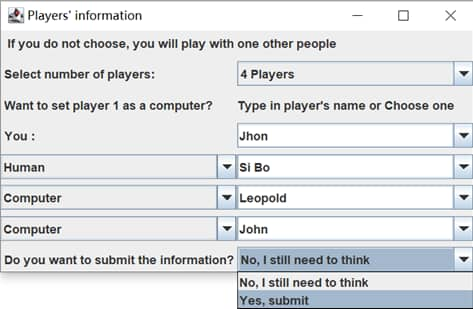 Players' information
If you do not choose, you will play with one other people
Select number of players: 4 Players
Want to set player 1 as a computer? Type in player's name or Choose one
You : Jhon
Human Si Bo
Computer Leopold
Computer John
Do you want to submit the information? No, I still need to think
No, I still need to think
Yes, submit